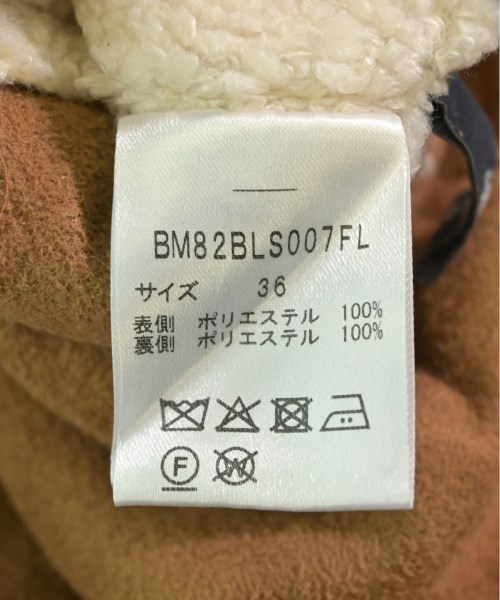 BM82BLS007FL
サイズ 36
表側 ポリエステル 100%
裏側 ポリエステル 100%
F W